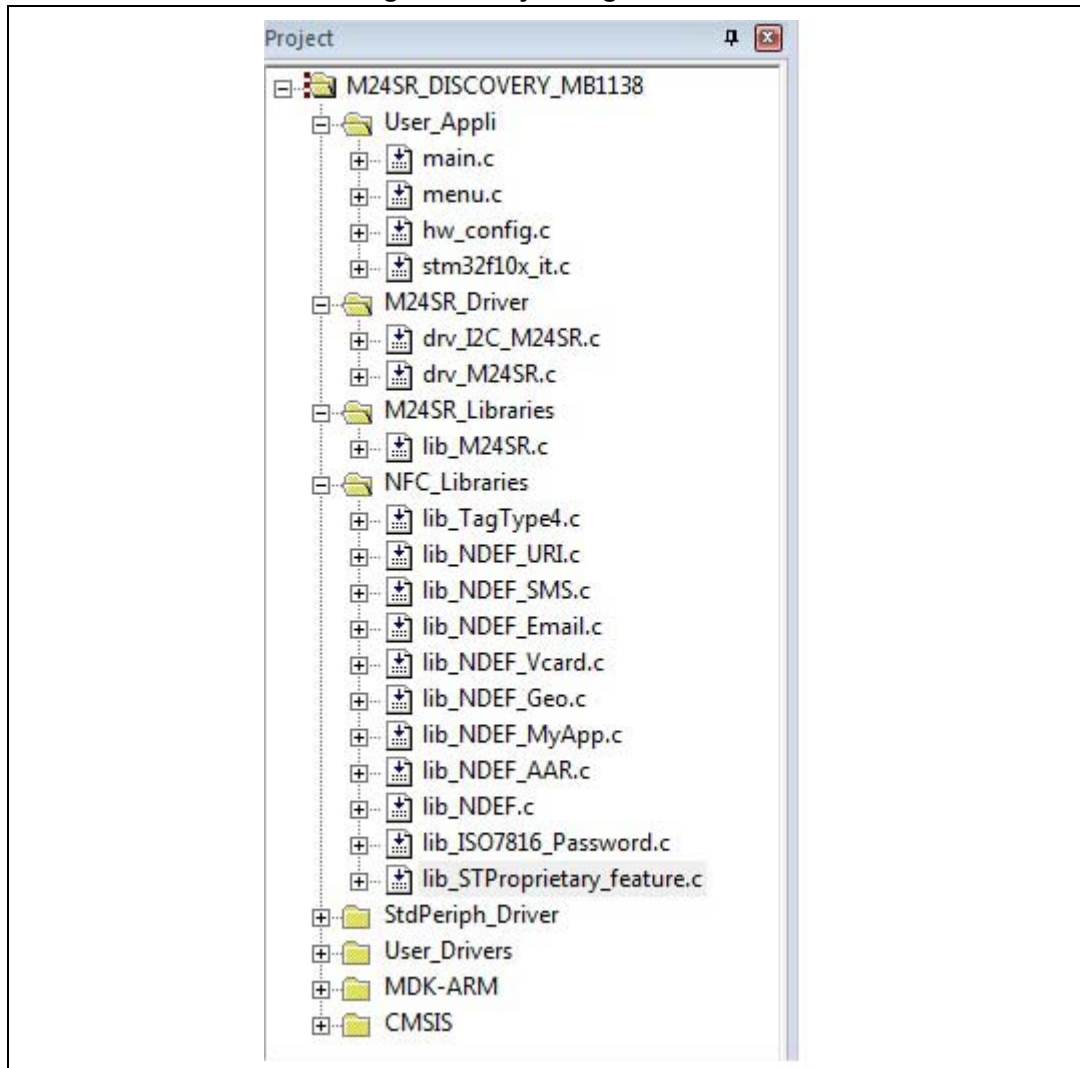 Project
M24SR_DISCOVERY_MB1138
User_Appli
main.c
menu.c
hw_config.c
stm32f10x_it.c
M24SR_Driver
drv_I2C_M24SR.c
drv_M24SR.c
M24SR_Libraries
lib_M24SR.c
NFC_Libraries
lib_TagType4.c
lib_NDEF_URI.c
lib_NDEF_SMS.c
lib_NDEF_Email.c
lib_NDEF_Vcard.c
lib_NDEF_Geo.c
lib_NDEF_MyApp.c
lib_NDEF_AAR.c
lib_NDEF.c
lib_ISO7816_Password.c
lib_STProprietary_feature.c
StdPeriph_Driver
User_Drivers
MDK-ARM
CMSIS